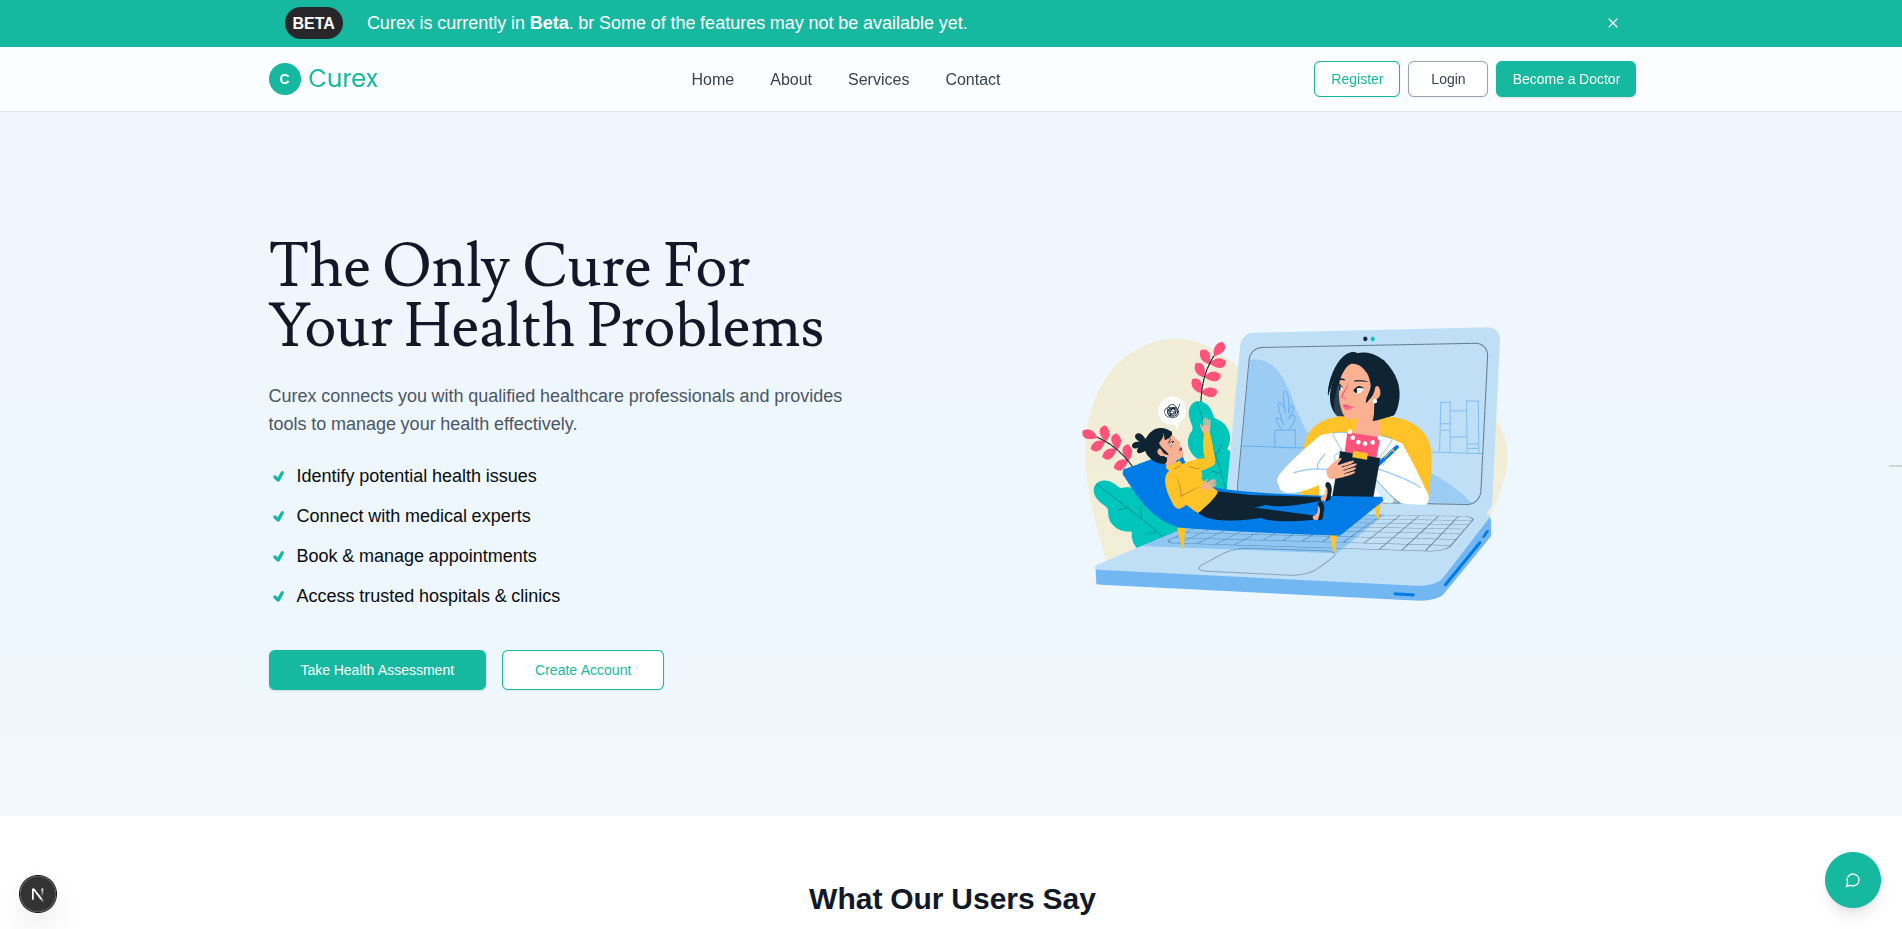 BETA Curex is currently in Beta. br Some of the features may not be available yet.
C Curex
Home About Services Contact
Register Login Become a Doctor
The Only Cure For
Your Health Problems
Curex connects you with qualified healthcare professionals and provides
tools to manage your health effectively.
Identify potential health issues
Connect with medical experts
Book & manage appointments
Access trusted hospitals & clinics
Take Health Assessment Create Account
N
What Our Users Say